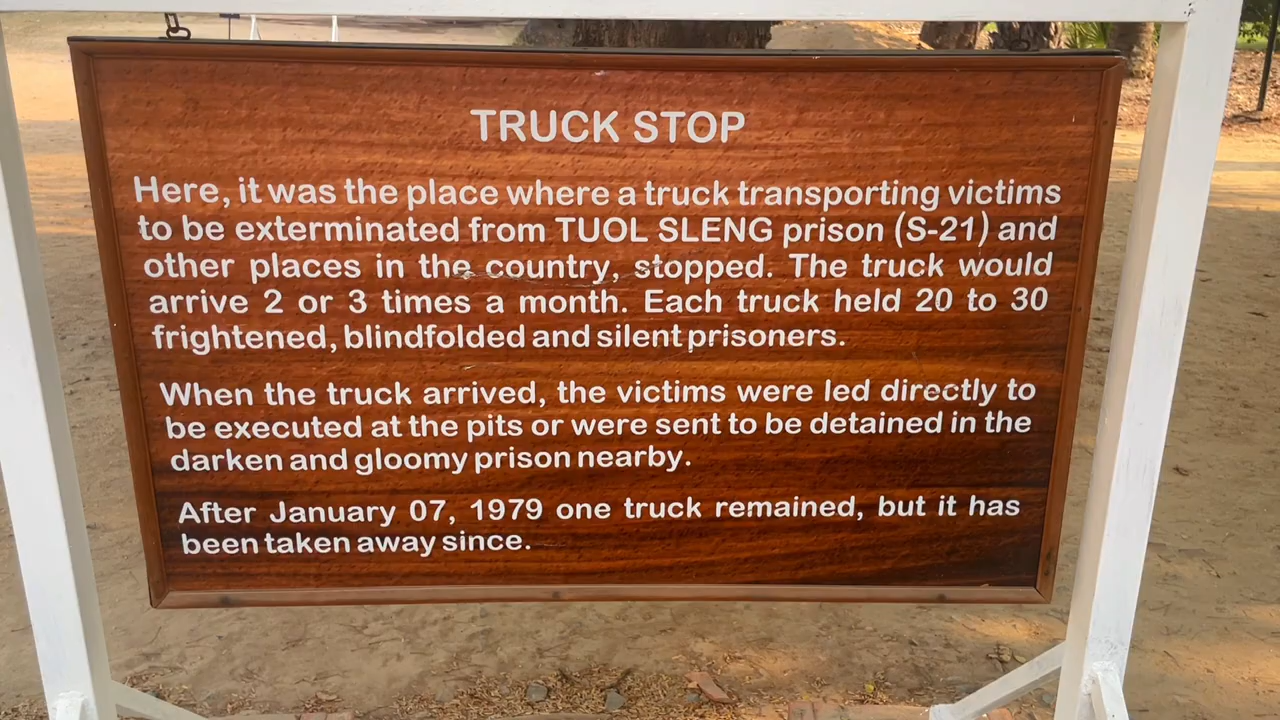 TRUCK STOP
Here, it was the place where a truck transporting victims
to be exterminated from TUOL SLENG prison (S-21) and
other places in the country, stopped. The truck would
arrive 2 or 3 times a month. Each truck held 20 to 30
frightened, blindfolded and silent prisoners.
When the truck arrived, the victims were led directly to
be executed at the pits or were sent to be detained in the
darken and gloomy prison nearby.
After January 07, 1979 one truck remained, but it has
been taken away since.